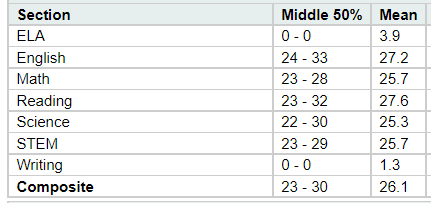 Section Middle 50% Mean
ELA 0 - 0 3.9
English 24 - 33 27.2
Math 23 - 28 25.7
Reading 23 - 32 27.6
Science 22 - 30 25.3
STEM 23 - 29 25.7
Writing 0 - 0 1.3
Composite 23 - 30 26.1